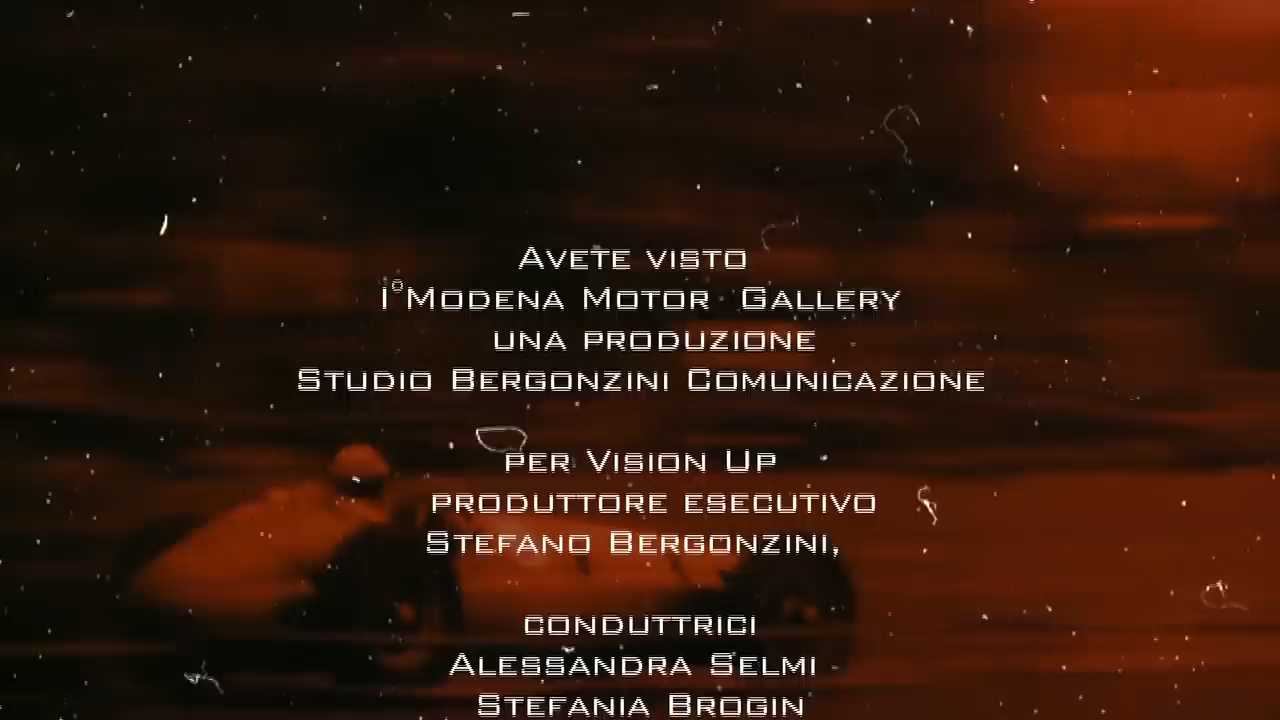 Avete visto
1°Modena Motor Gallery
una produzione
Studio Bergonzini Comunicazione
per Vision Up
produttore esecutivo
Stefano Bergonzini,
conduttrici
Alessandra Selmi
Stefania Brogin